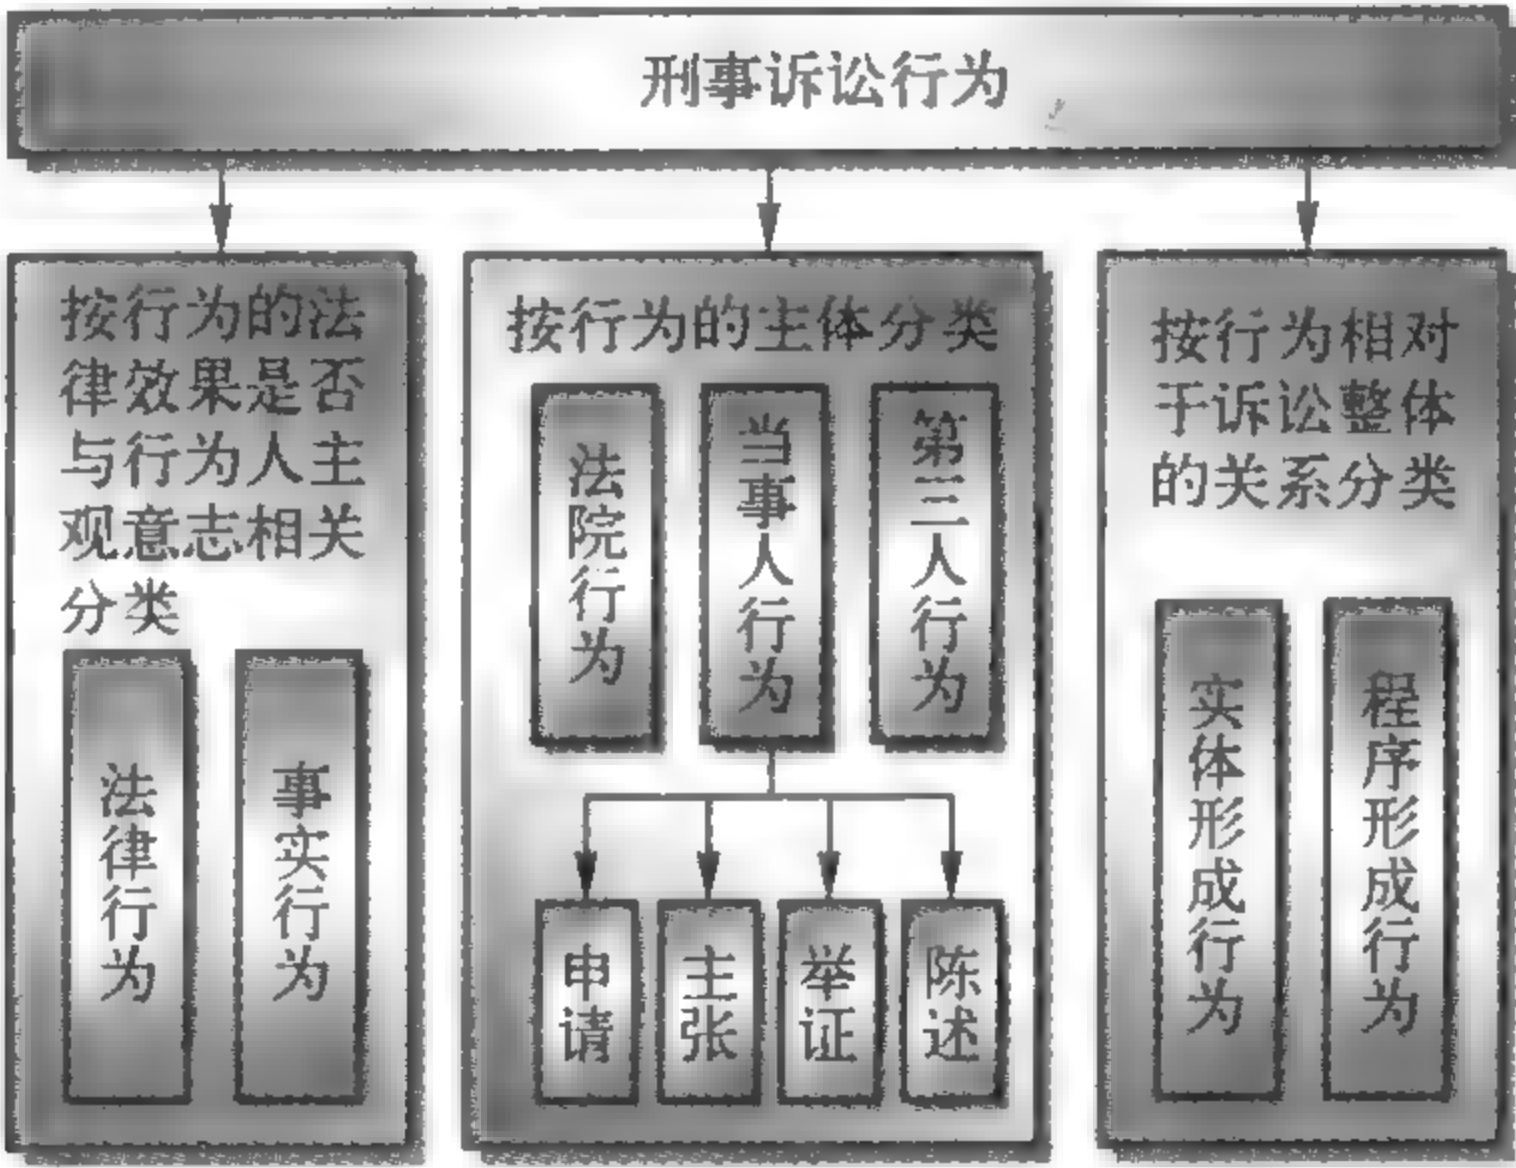 刑事诉讼行为
按行为的法
律效果是否
与行为人主
观意志相关
分类
法律行为
事实行为
按行为的主体分类
法院行为
当事人行为
第三人行为
申请
主张
举证
陈述
按行为相对
于诉讼整体
的关系分类
实体形成行为
程序形成行为